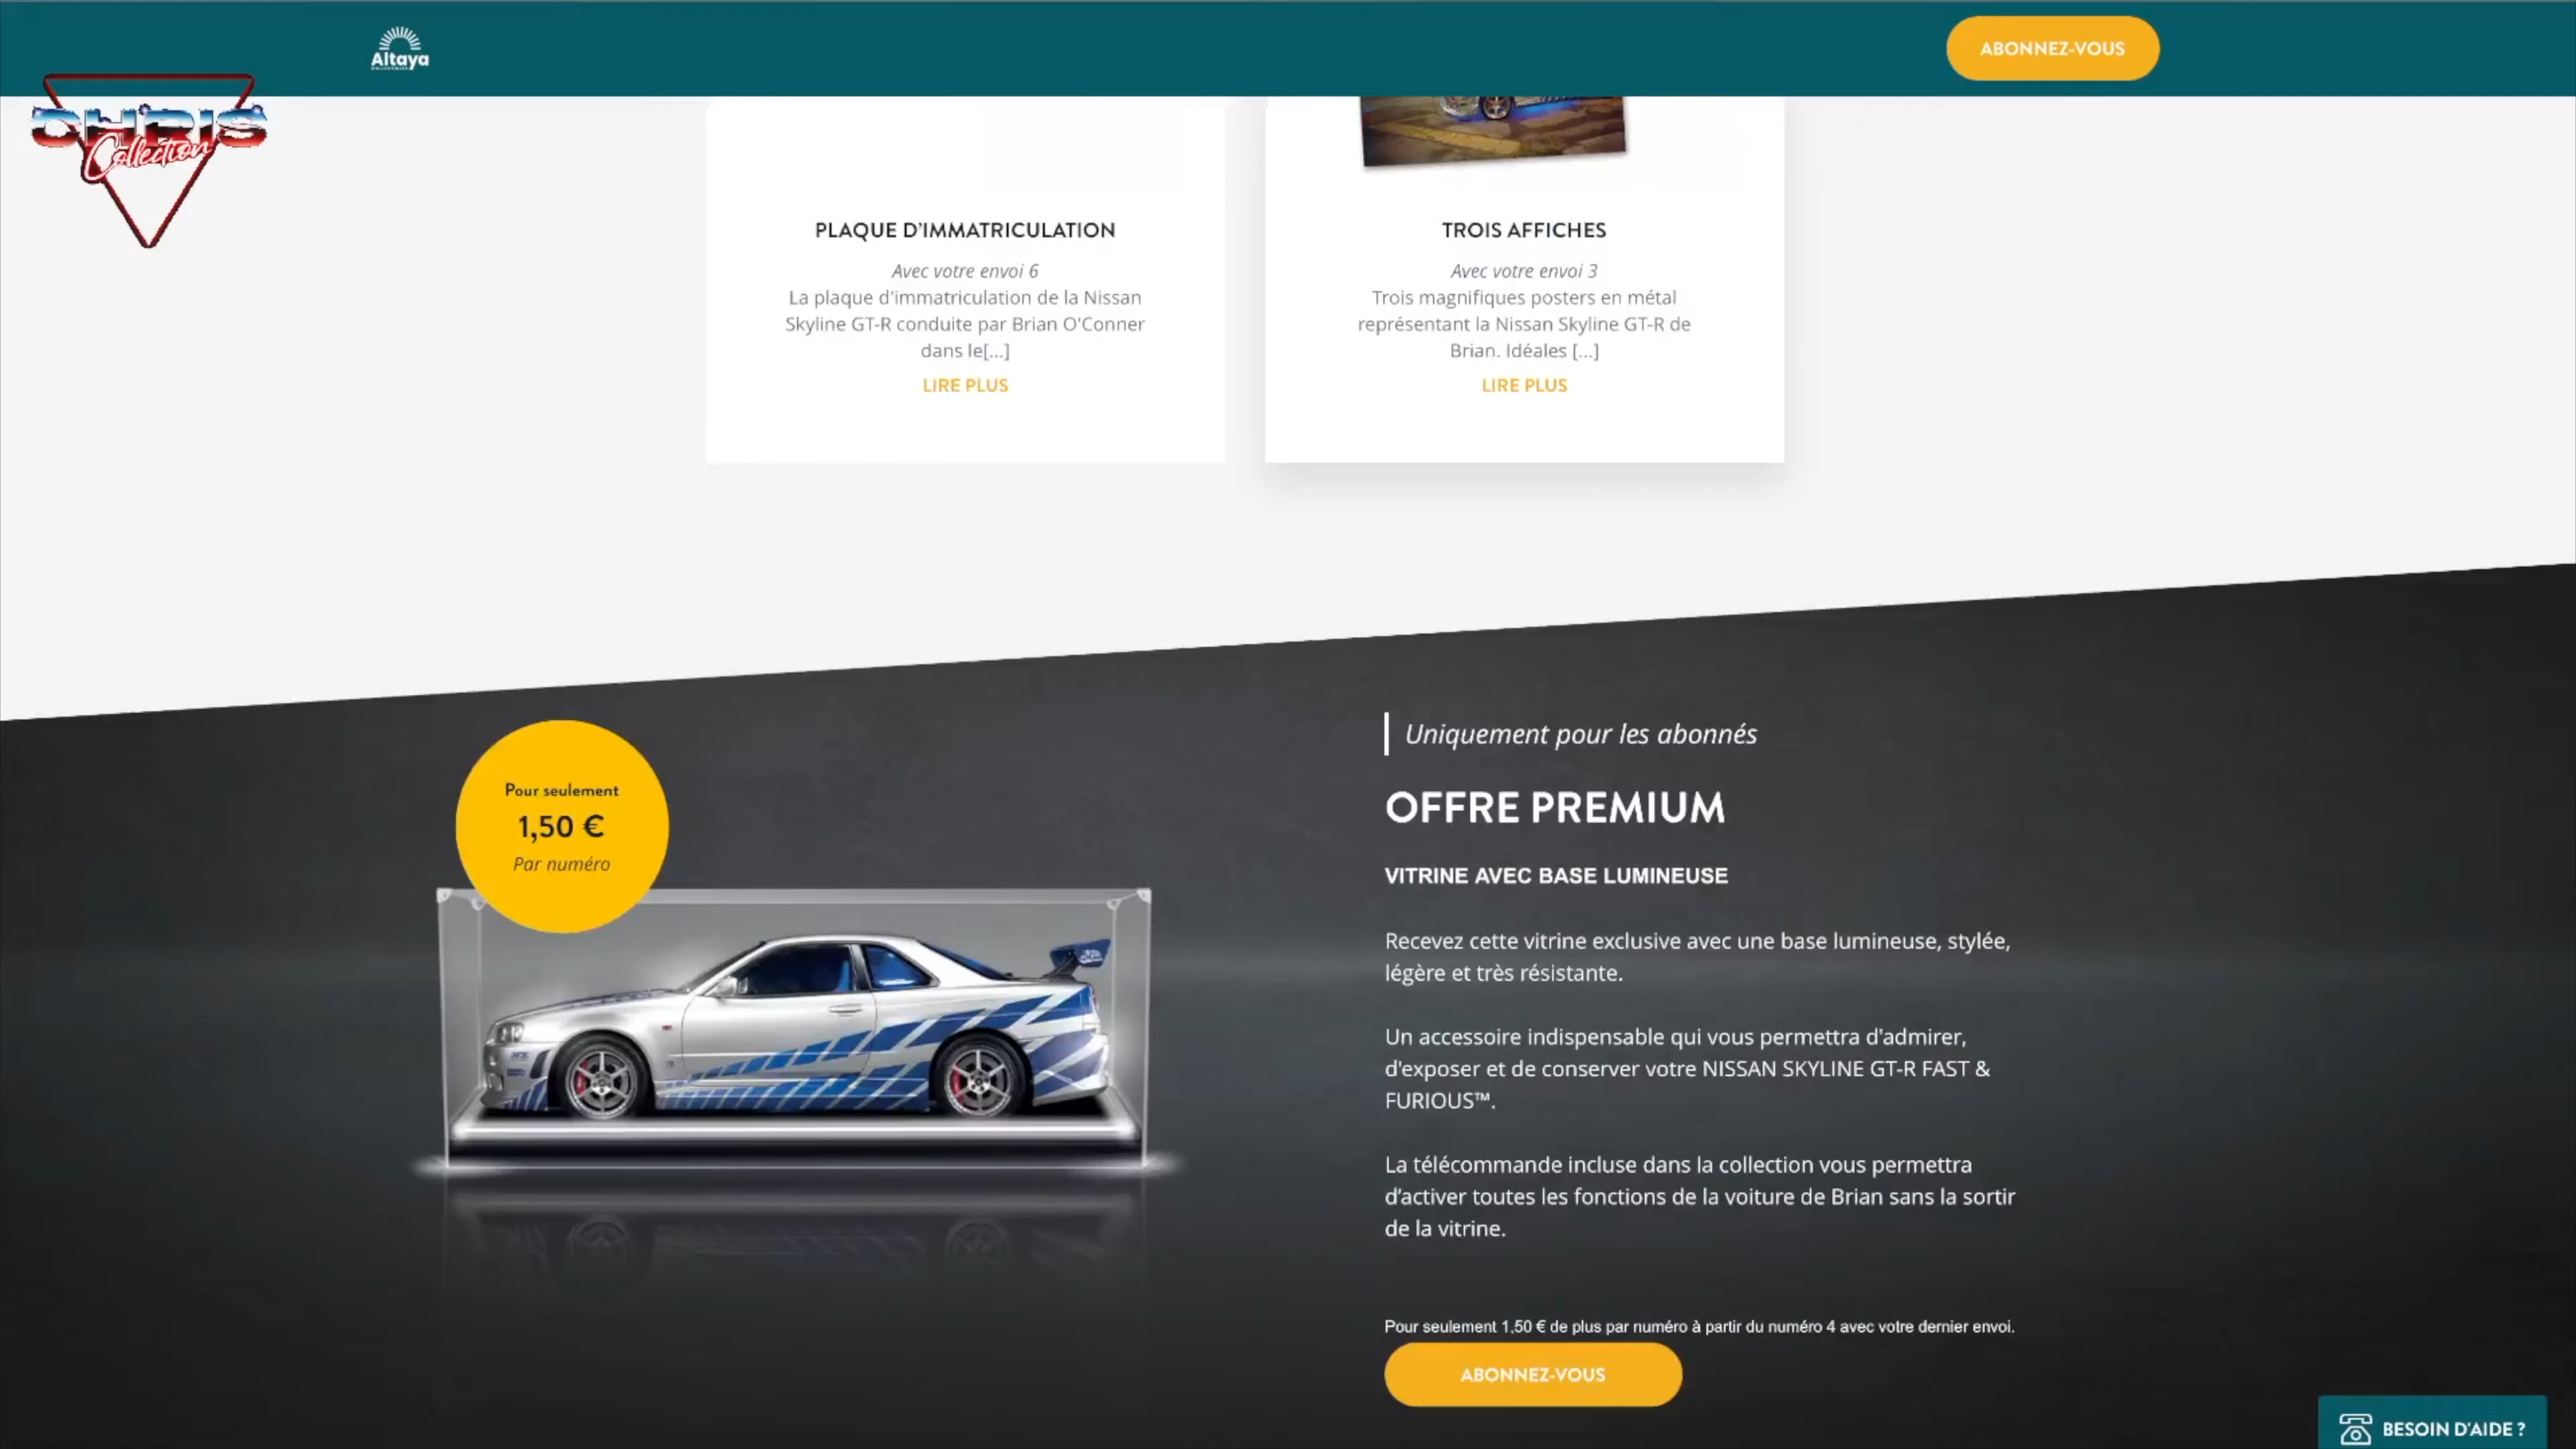 Altaya
ABONNEZ-VOUS
CHRIS
Collection
PLAQUE D'IMMATRICULATION
Avec votre envoi 6
La plaque d'immatriculation de la Nissan
Skyline GT-R conduite par Brian O'Conner
dans le[...]
LIRE PLUS
TROIS AFFICHES
Avec votre envoi 3
Trois magnifiques posters en métal
représentant la Nissan Skyline GT-R de
Brian. Idéales [...]
LIRE PLUS
Pour seulement
1,50 €
Par numéro
Uniquement pour les abonnés
OFFRE PREMIUM
VITRINE AVEC BASE LUMINEUSE
Recevez cette vitrine exclusive avec une base lumineuse, stylée,
légère et très résistante.
Un accessoire indispensable qui vous permettra d'admirer,
d'exposer et de conserver votre NISSAN SKYLINE GT-R FAST &
FURIOUS™.
La télécommande incluse dans la collection vous permettra
d’activer toutes les fonctions de la voiture de Brian sans la sortir
de la vitrine.
Pour seulement 1,50 € de plus par numéro à partir du numéro 4 avec votre dernier envoi.
ABONNEZ-VOUS
BESOIN D'AIDE ?